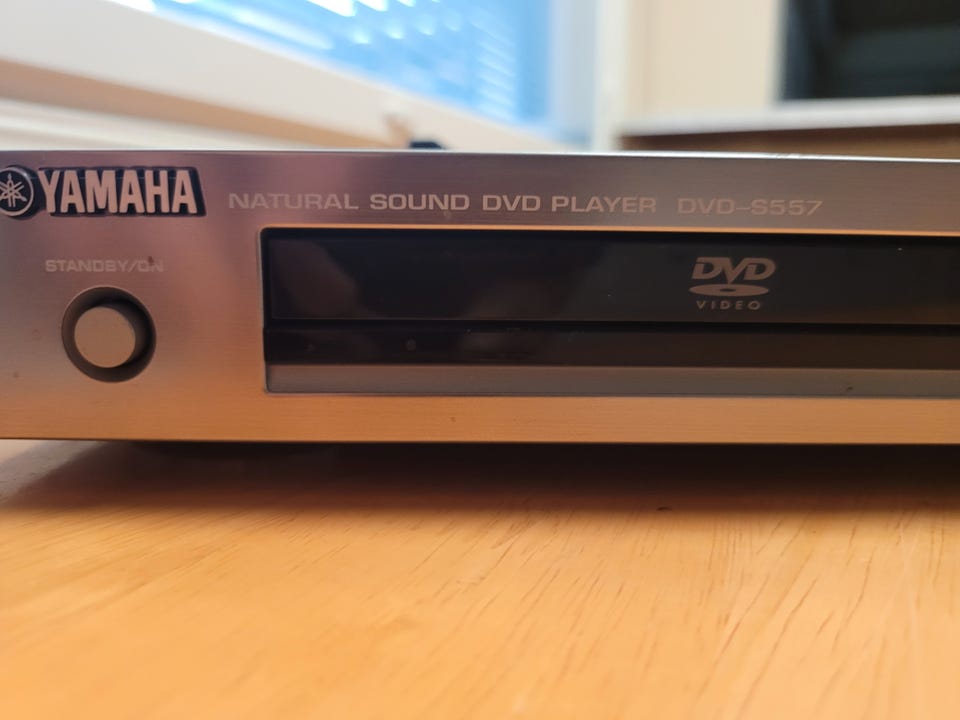 YAMAHA NATURAL SOUND DVD PLAYER DVD-S557
STANDBY/ON
DVD
VIDEO